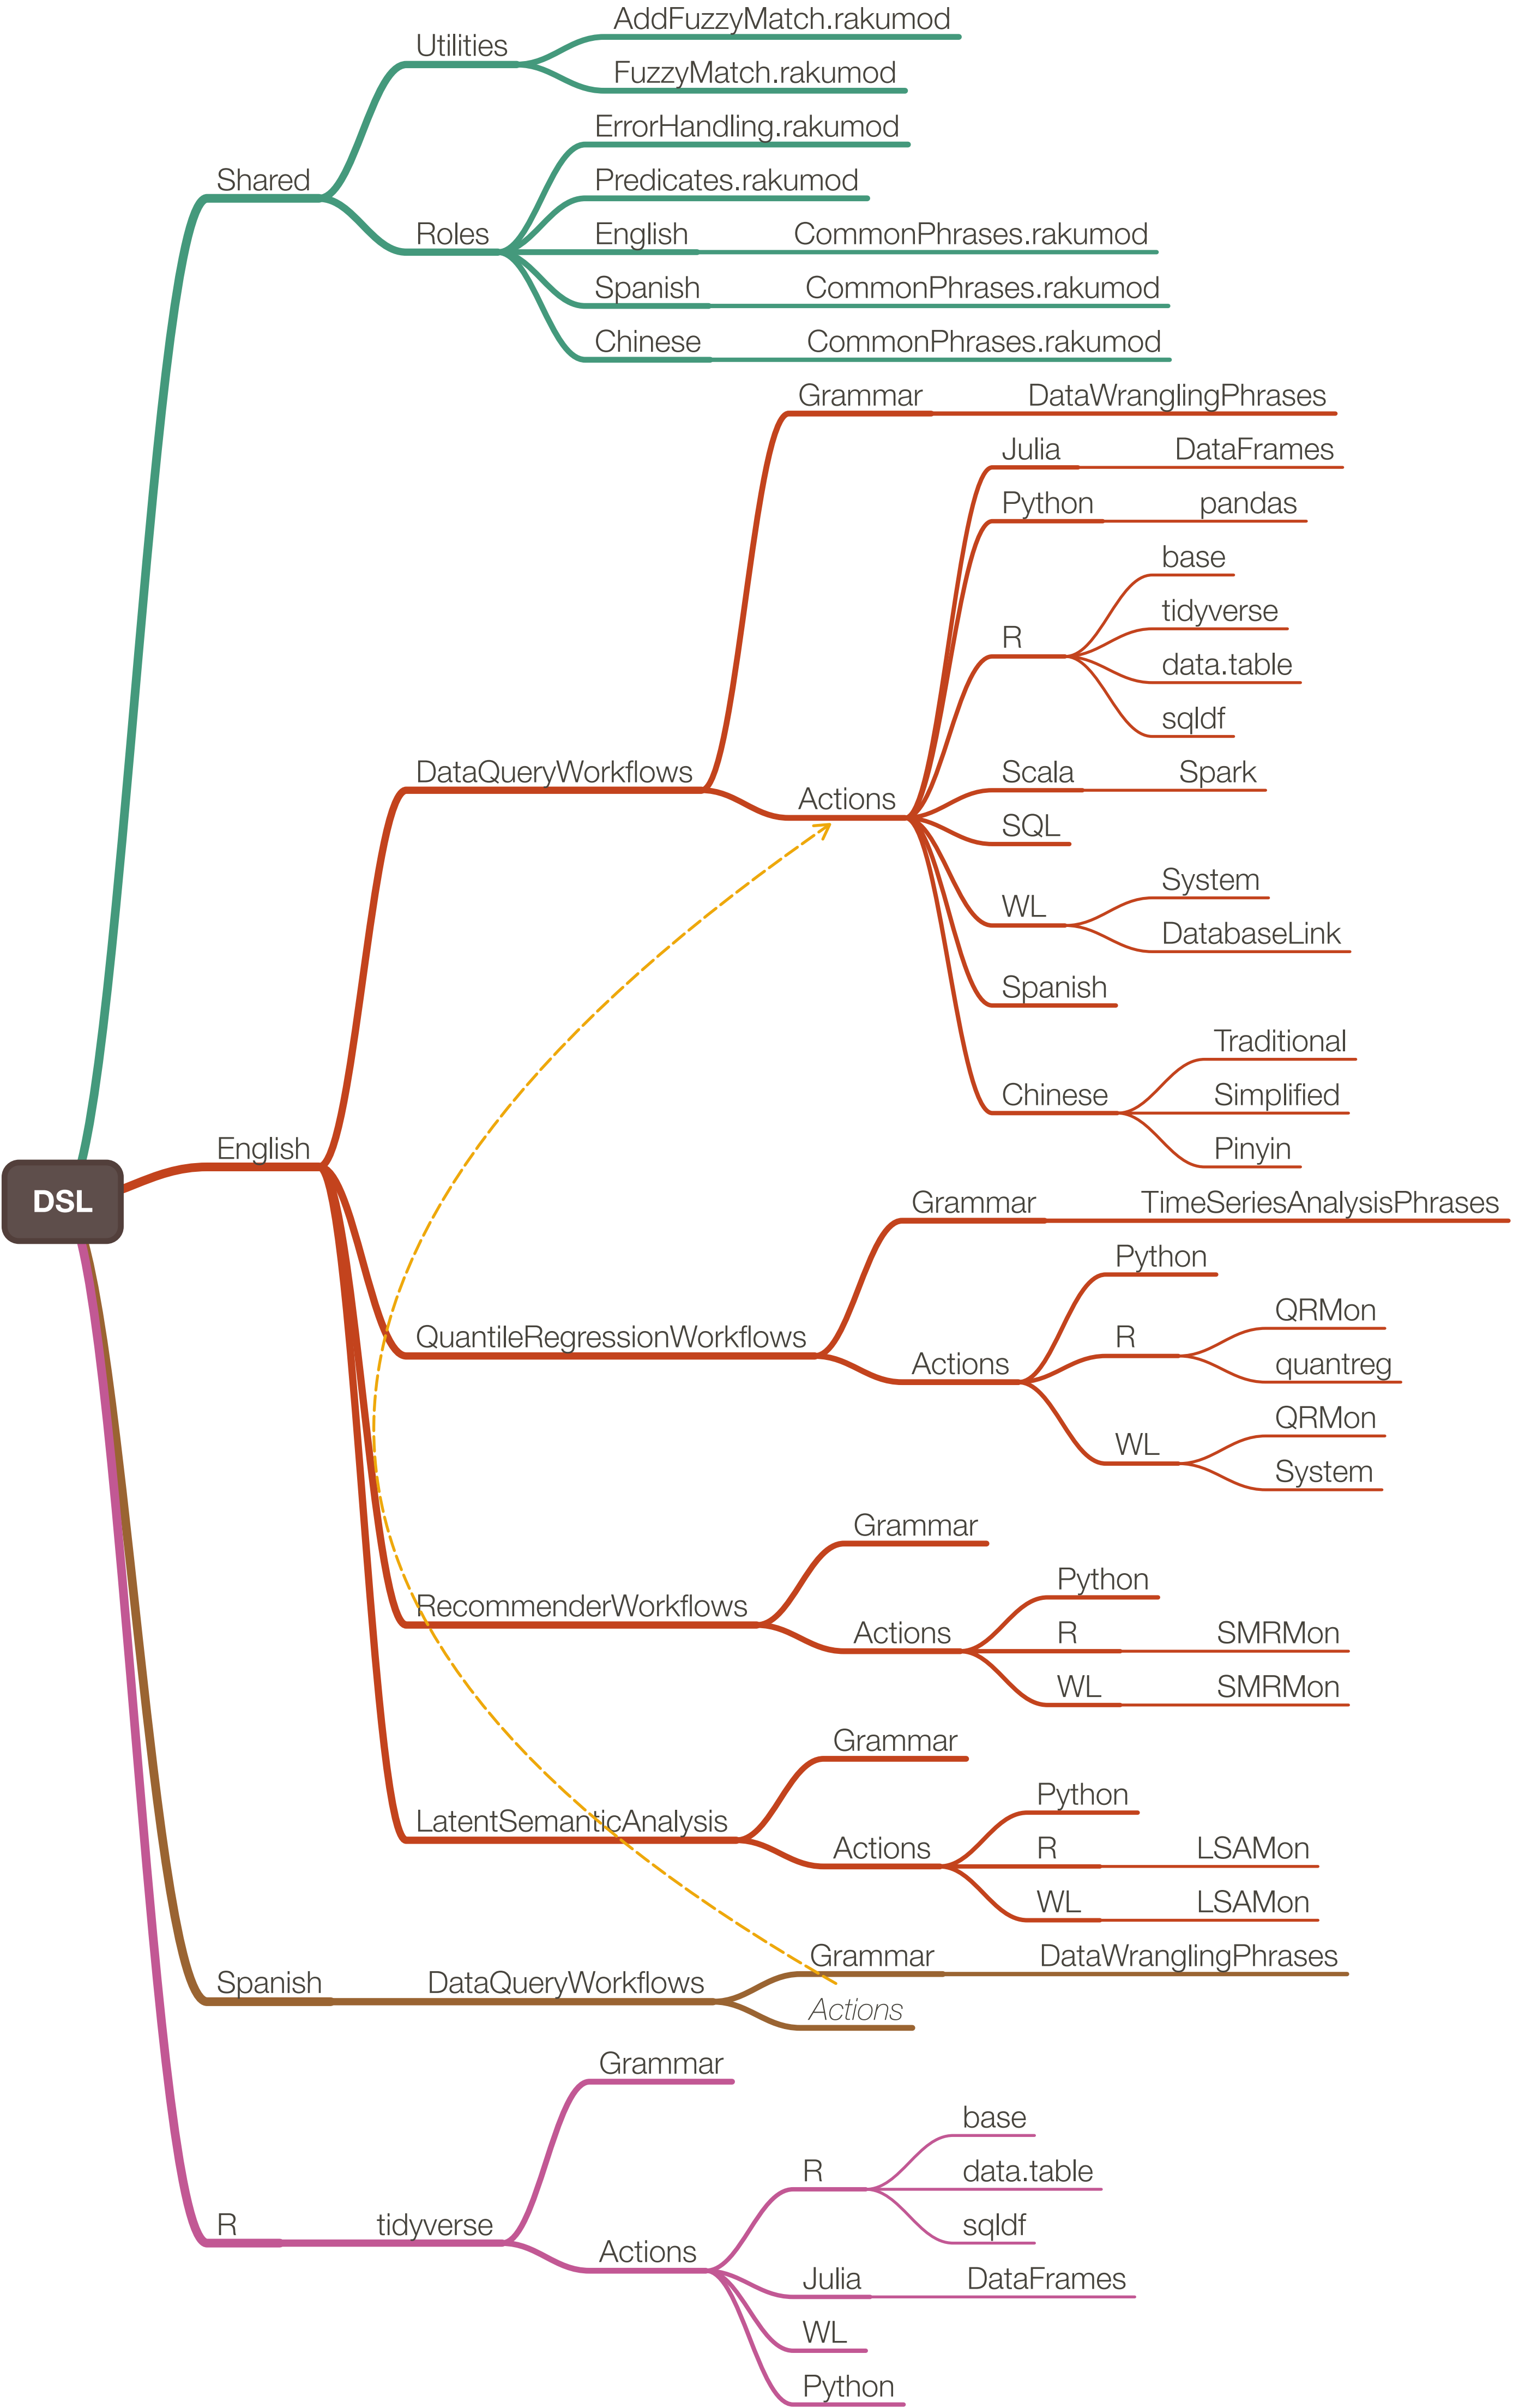 AddFuzzyMatch.rakumod
Utilities
FuzzyMatch.rakumod
ErrorHandling.rakumod
Shared
Predicates.rakumod
Roles
English CommonPhrases.rakumod
Spanish CommonPhrases.rakumod
Chinese CommonPhrases.rakumod
Grammar DataWranglingPhrases
Julia DataFrames
Python pandas
base
tidyverse
R
data.table
sqldf
DataQueryWorkflows
Scala Spark
Actions
SQL
System
WL
DatabaseLink
Spanish
Traditional
Chinese
Simplified
English
Pinyin
DSL
Grammar TimeSeriesAnalysisPhrases
Python
QRMon
QuantileRegressionWorkflows
R
Actions
quantreg
QRMon
WL
System
Grammar
Python
RecommenderWorkflows
Actions
R SMRMon
WL SMRMon
Grammar
Python
LatentSemanticAnalysis
Actions
R LSAMon
WL LSAMon
Grammar DataWranglingPhrases
Spanish DataQueryWorkflows
Actions
Grammar
base
R
data.table
R tidyverse
sqldf
Actions
Julia DataFrames
WL
Python